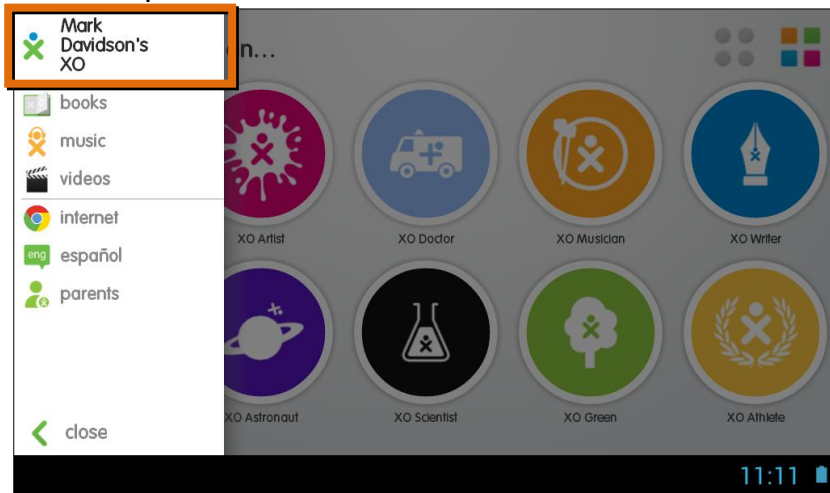 Mark
Davidson's
XO
n...
books
music
videos
internet
eng español
parents
close
XO Artist
XO Doctor
XO Musician
XO Writer
XO Astronaut
XO Scientist
XO Green
XO Athlete
11:11